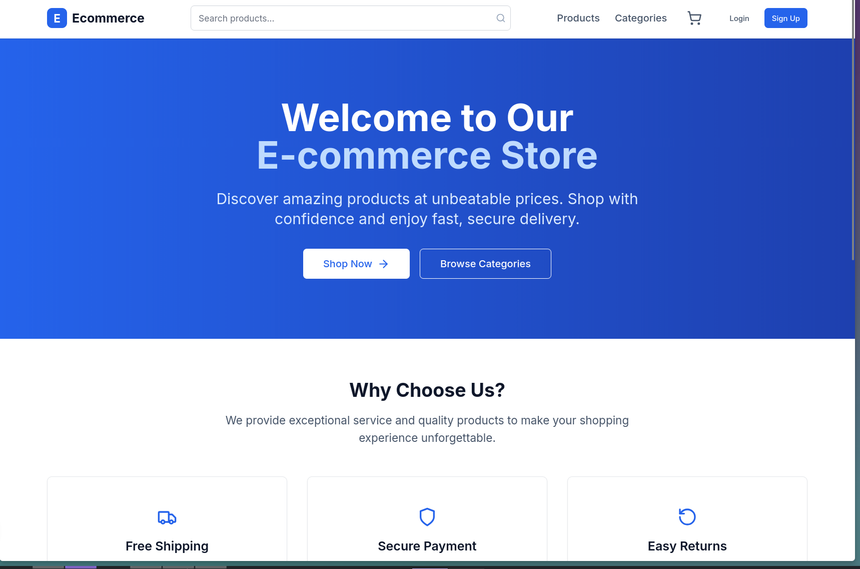 E Ecommerce
Search products...
Products Categories
Login
Sign Up
Welcome to Our
E-commerce Store
Discover amazing products at unbeatable prices. Shop with
confidence and enjoy fast, secure delivery.
Shop Now
Browse Categories
Why Choose Us?
We provide exceptional service and quality products to make your shopping
experience unforgettable.
Free Shipping
Secure Payment
Easy Returns